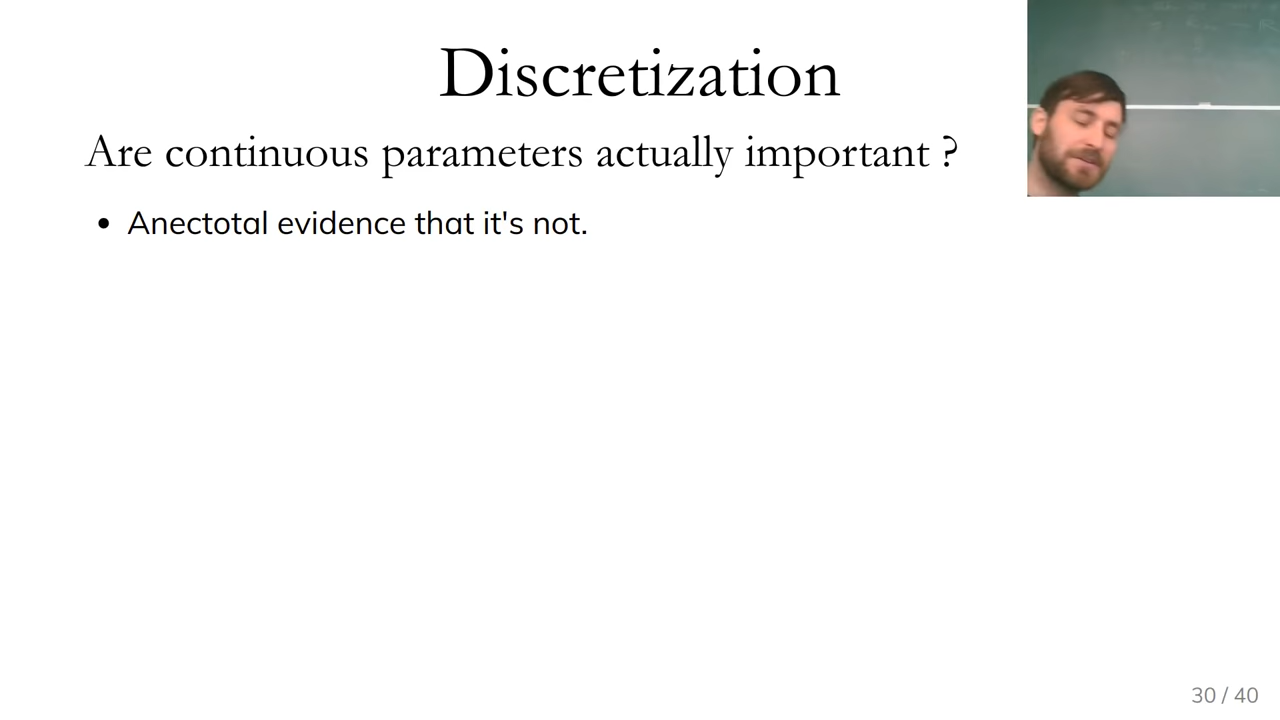 Discretization
Are continuous parameters actually important ?
• Anectotal evidence that it's not.
30 / 40